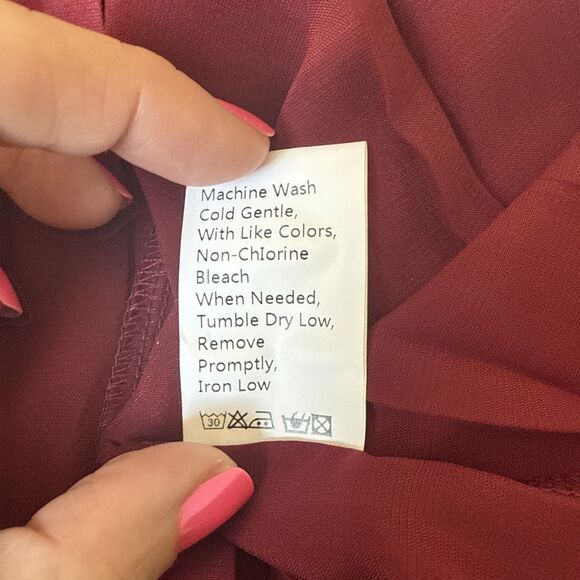 Machine Wash
Cold Gentle,
With Like Colors,
Non-ChIorine
Bleach
When Needed,
Tumble Dry Low,
Remove
Promptly,
Iron Low
30